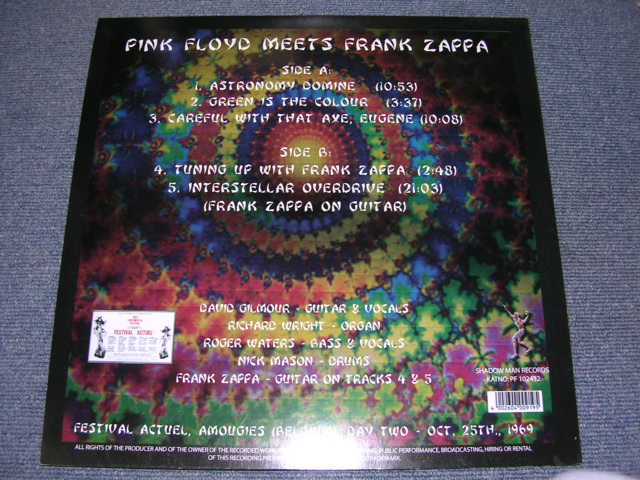 PINK FLOYD MEETS FRANK ZAPPA
SIDE A:
1. ASTRONOMY DOMINE (10:53)
2. GREEN IS THE COLOUR (3:37)
3. CAREFUL WITH THAT AXE, EUGENE (10:08)
SIDE B:
4. TUNING UP WITH FRANK ZAPPA (2:48)
5. INTERSTELLAR OVERDRIVE (21:03)
(FRANK ZAPPA ON GUITAR)
DAVID GILMOUR - GUITAR & VOCALS
RICHARD WRIGHT - ORGAN
ROGER WATERS - BASS & VOCALS
NICK MASON - DRUMS
FRANK ZAPPA - GUITAR ON TRACKS 4 & 5
FESTIVAL ACTUEL
SHADOW MAN RECORDS
KATNO: PF 102492
FESTIVAL ACTUEL, AMOUGIES DAY TWO - OCT. 25TH., 1969
ALL RIGHTS OF THE PRODUCER AND OF THE OWNER OF THE RECORDED PUBLIC PERFORMANCE, BROADCASTING, HIRING OR RENTAL
OF THIS RECORDING